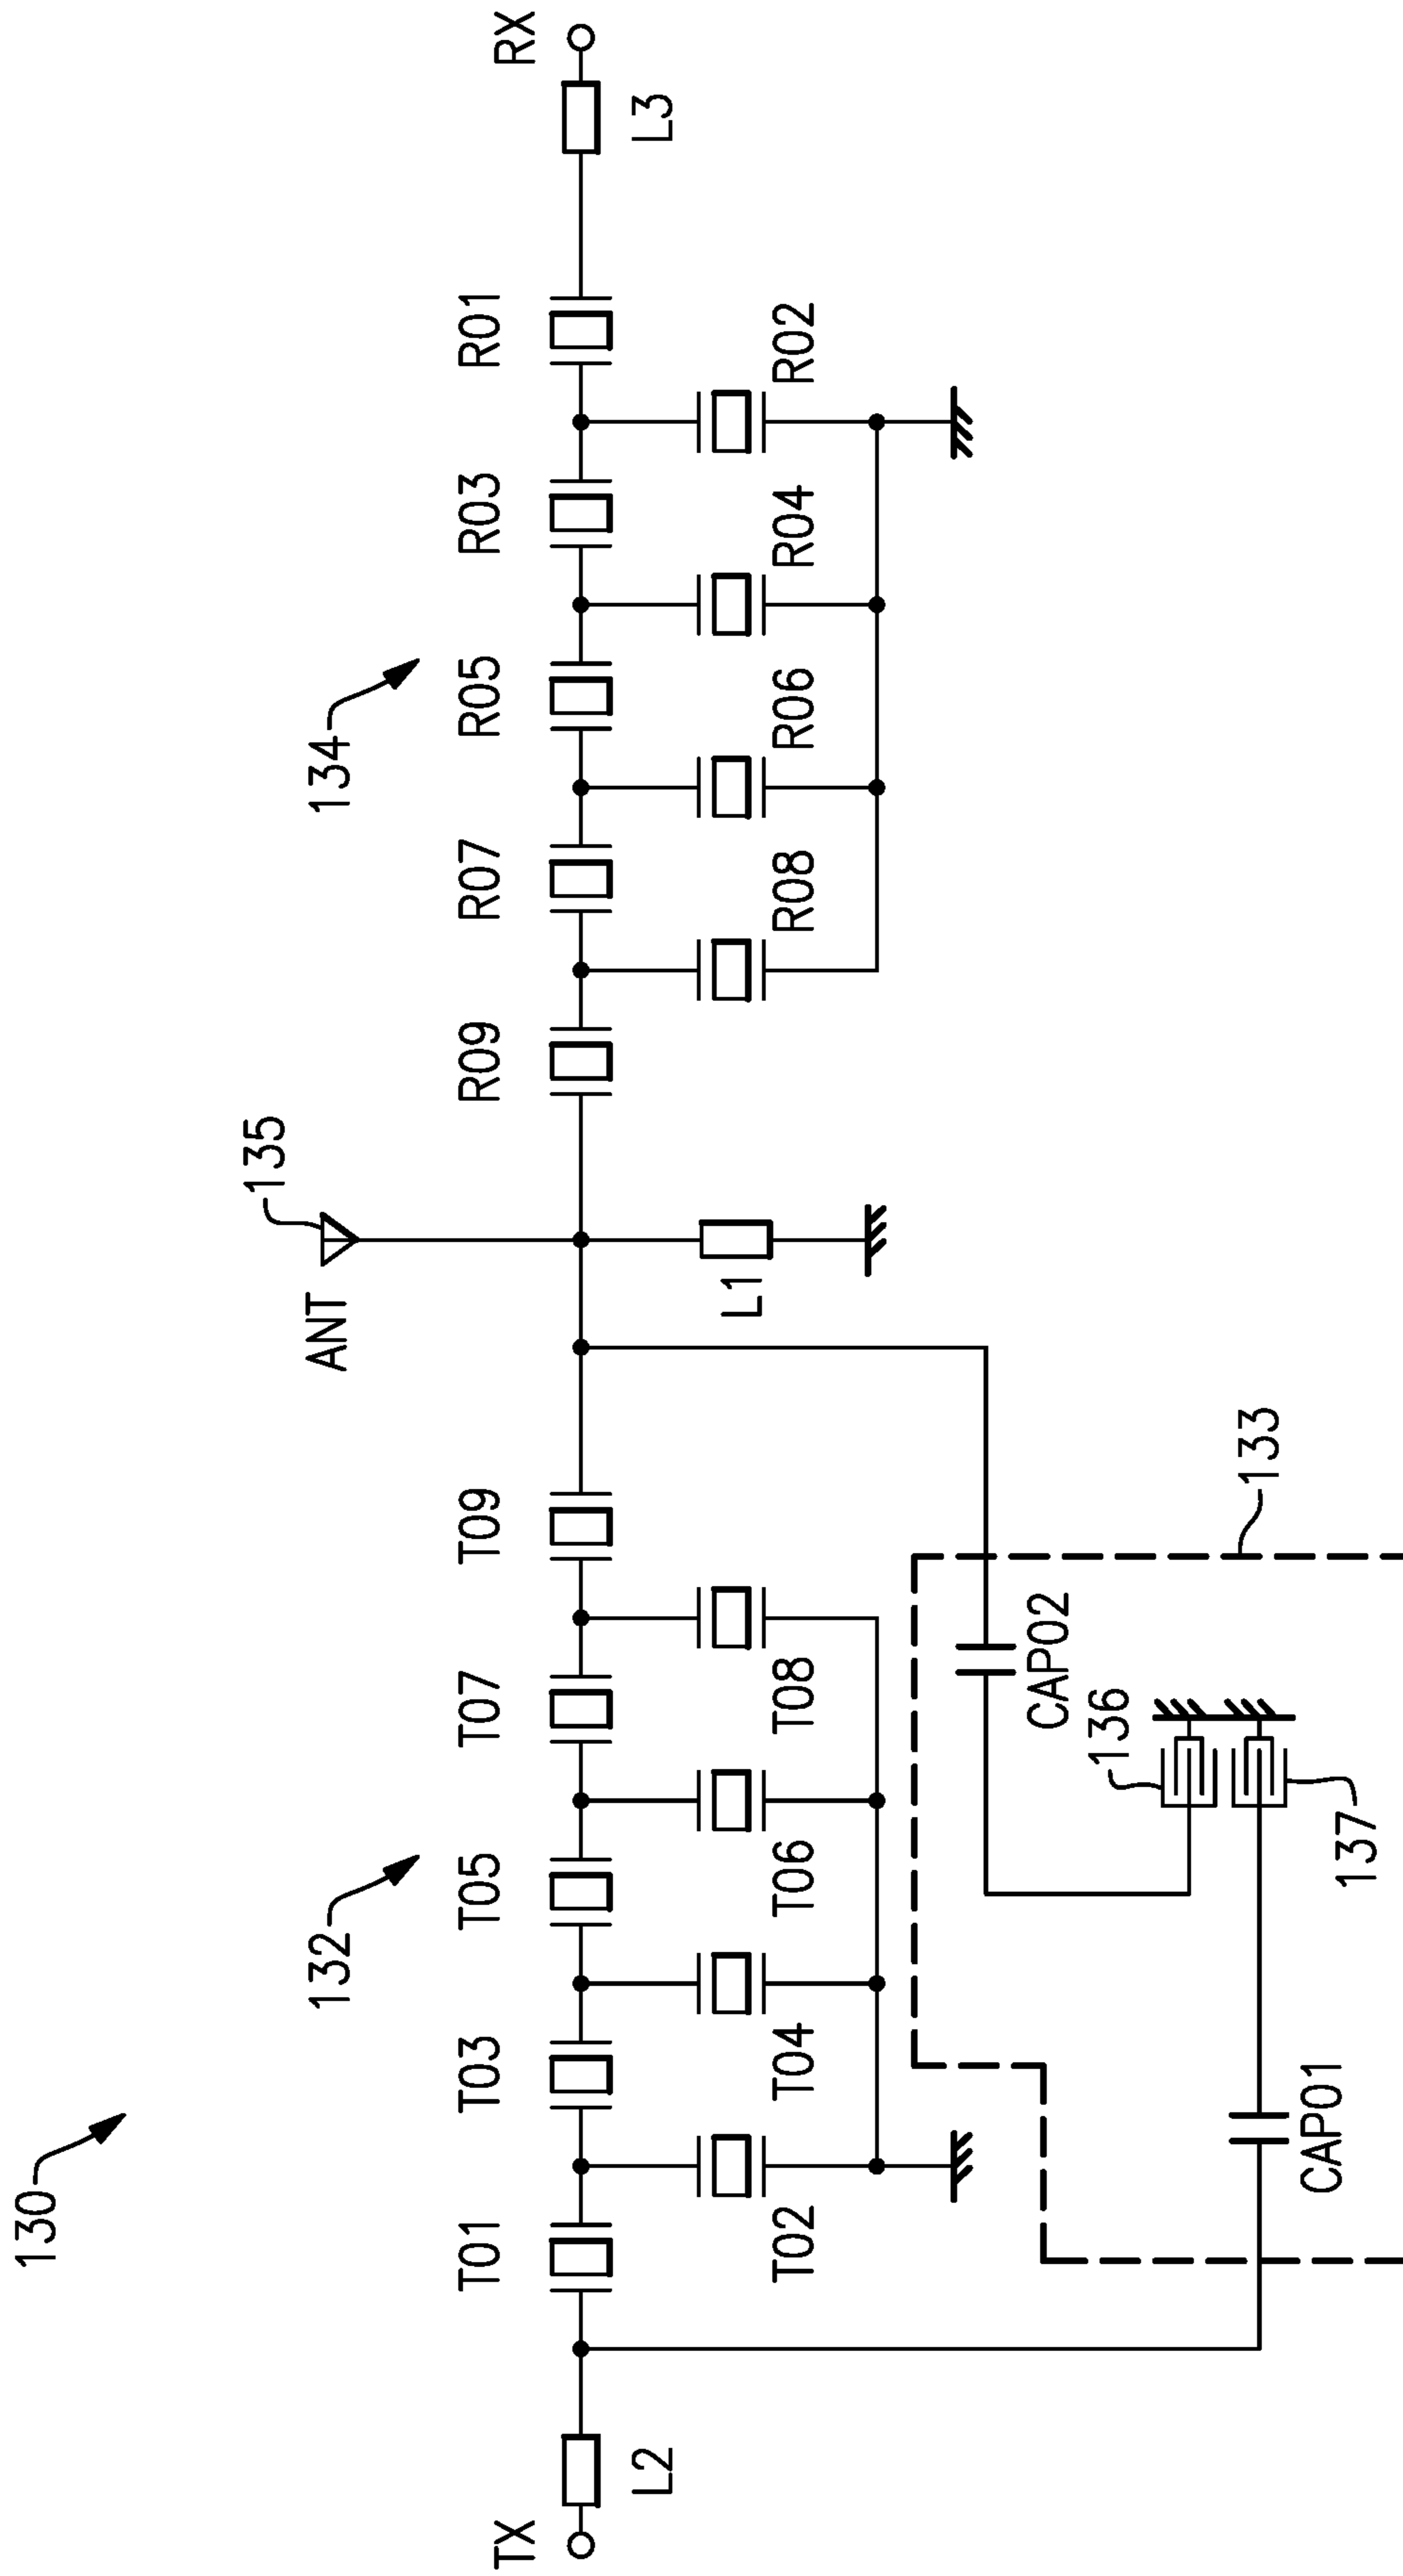 130
132
134
ANT
135
TX
L2
T01
T03
T05
T07
T09
R09
R07
R05
R03
R01
RX
L3
T02
T04
T06
T08
L1
R08
R06
R04
R02
CAP02
136
133
CAP01
137